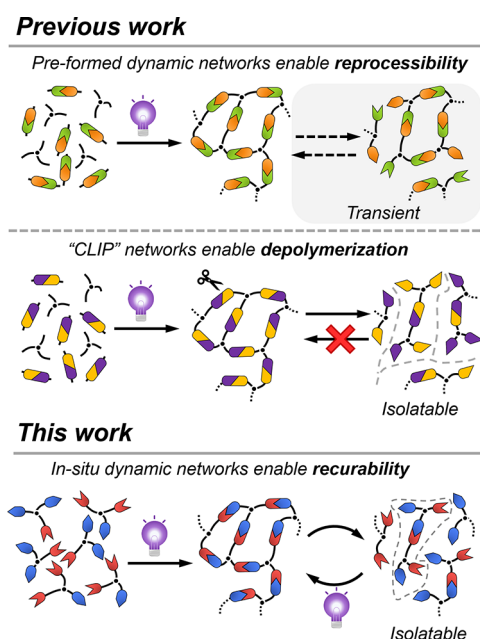 Previous work
Pre-formed dynamic networks enable reprocessibility
Transient
“CLIP” networks enable depolymerization
Isolatable
This work
In-situ dynamic networks enable recurability
Isolatable